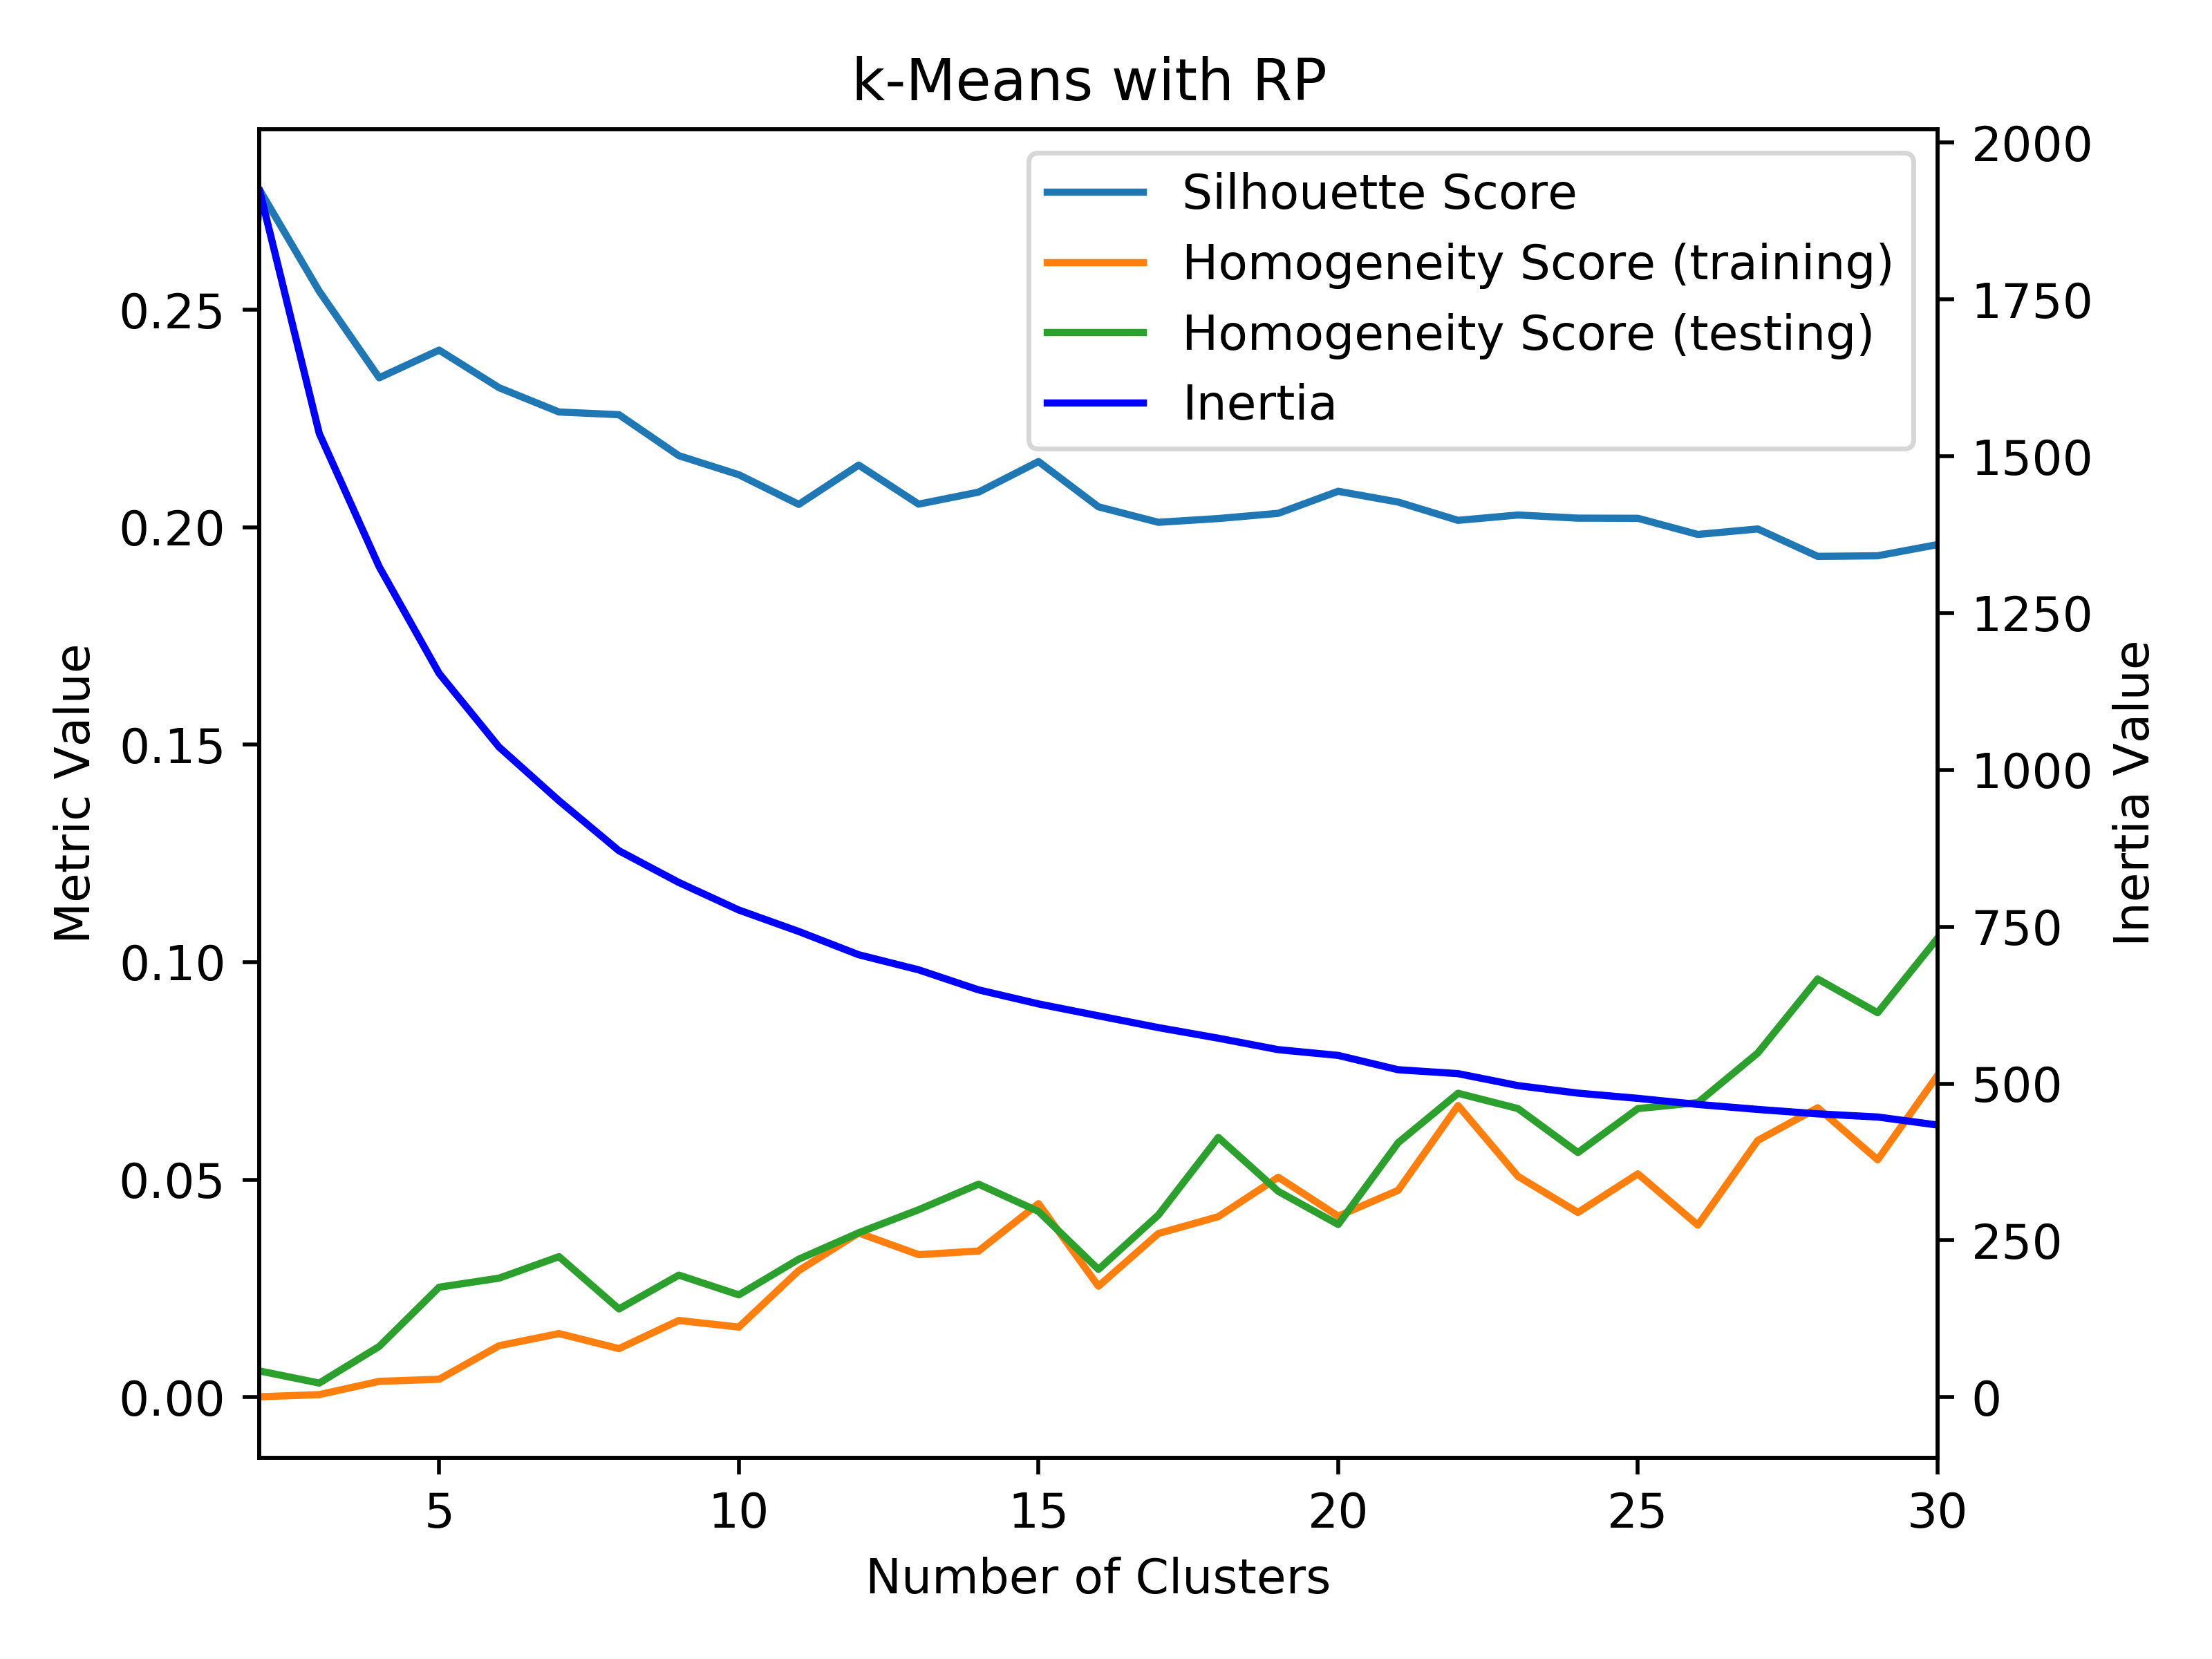 k-Means with RP
Silhouette Score
Homogeneity Score (training)
Homogeneity Score (testing)
Inertia
Metric Value
0.25
0.20
0.15
0.10
0.05
0.00
2000
1750
1500
1250
1000
750
500
250
0
Inertia Value
5 10 15 20 25 30
Number of Clusters